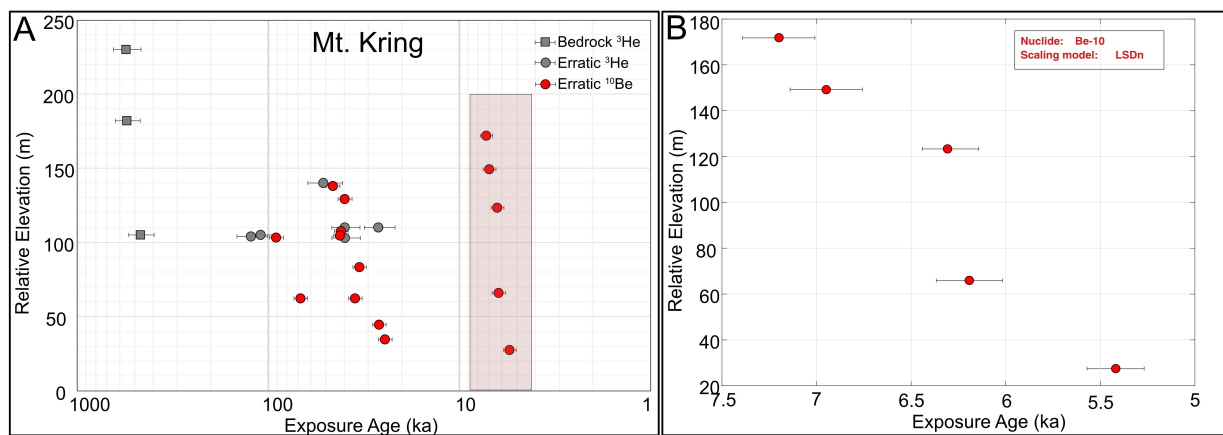 A
Mt. Kring
Bedrock ³He
Erratic ³He
Erratic ¹⁰Be
250
200
150
100
50
0
Relative Elevation (m)
1000 100 10 1
Exposure Age (ka)
B
Nuclide: Be-10
Scaling model: LSDn
180
160
140
120
100
80
60
40
20
Relative Elevation (m)
7.5 7 6.5 6 5.5 5
Exposure Age (ka)